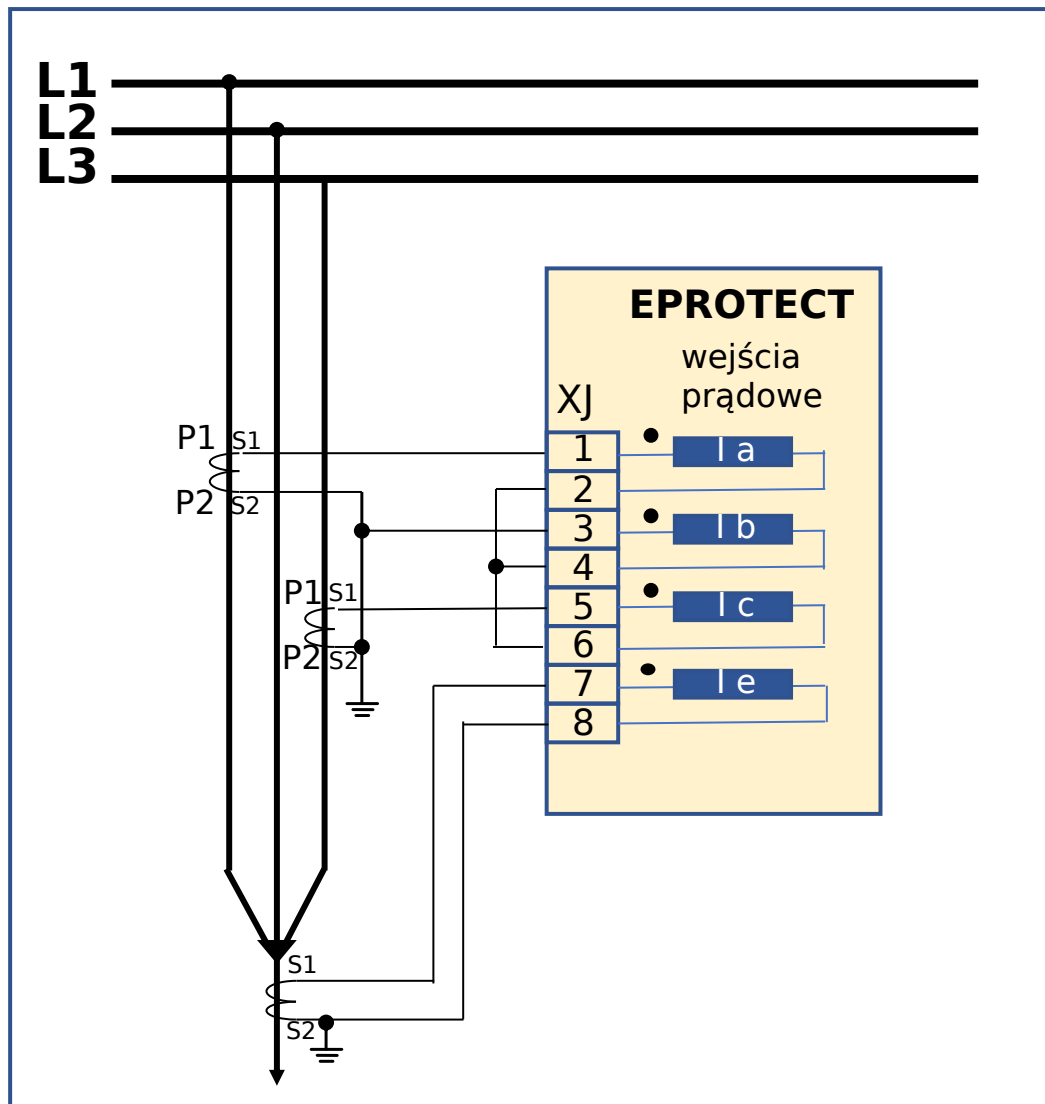 L1
L2
L3
EPROTECT
wejścia
prądowe
XJ
P1 S1
P2 S2
P1 S1
P2 S2
1
I a
2
3
I b
4
5
I c
6
7
I e
8
S1
S2